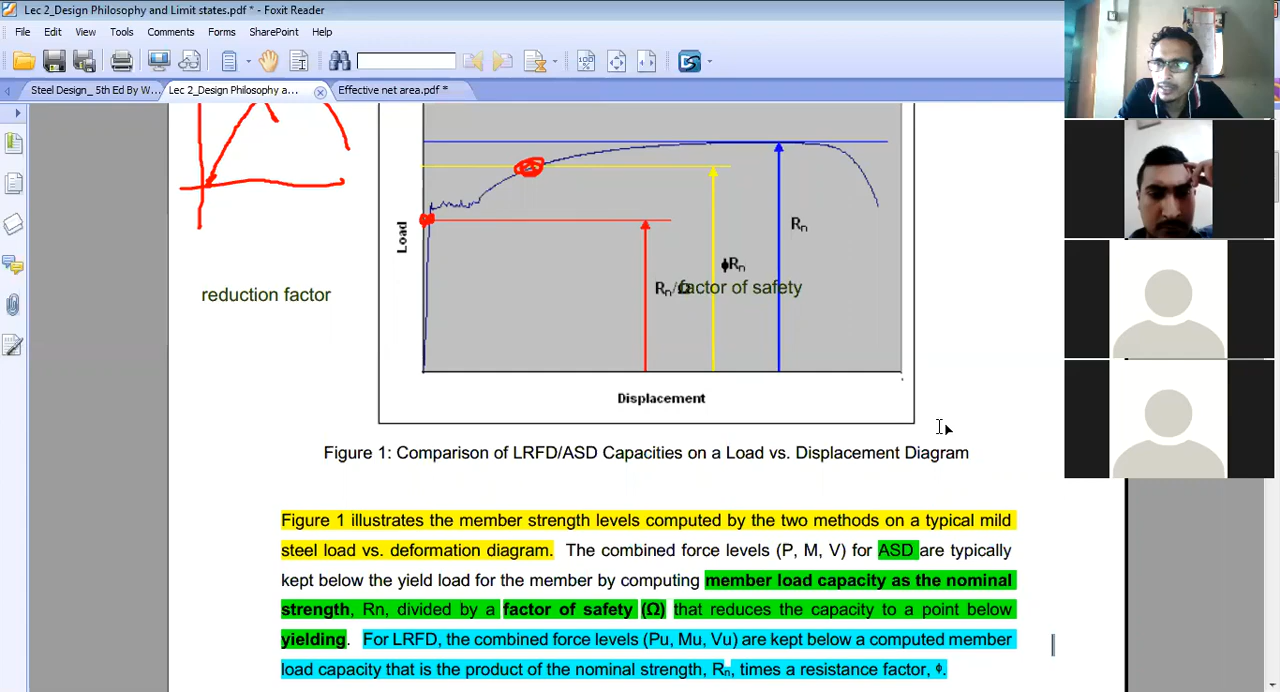 Lec 2_Design Philosophy and Limit states.pdf * - Foxit Reader
File Edit View Tools Comments Forms SharePoint Help
Steel Design_ 5th Ed By W... Lec 2_Design Philosophy a... Effective net area.pdf *
Load
Rn
ϕRn
Rn/Ω factor of safety
reduction factor
Displacement
Figure 1: Comparison of LRFD/ASD Capacities on a Load vs. Displacement Diagram
Figure 1 illustrates the member strength levels computed by the two methods on a typical mild
steel load vs. deformation diagram. The combined force levels (P, M, V) for ASD are typically
kept below the yield load for the member by computing member load capacity as the nominal
strength, Rn, divided by a factor of safety (Ω) that reduces the capacity to a point below
yielding. For LRFD, the combined force levels (Pu, Mu, Vu) are kept below a computed member
load capacity that is the product of the nominal strength, Rn, times a resistance factor, ϕ.